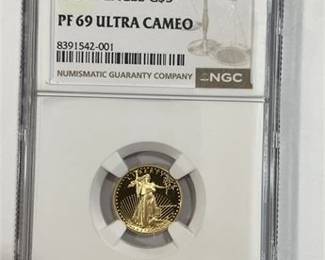 PF 69 ULTRA CAMEO
8391542-001
NUMISMATIC GUARANTY COMPANY
NGC